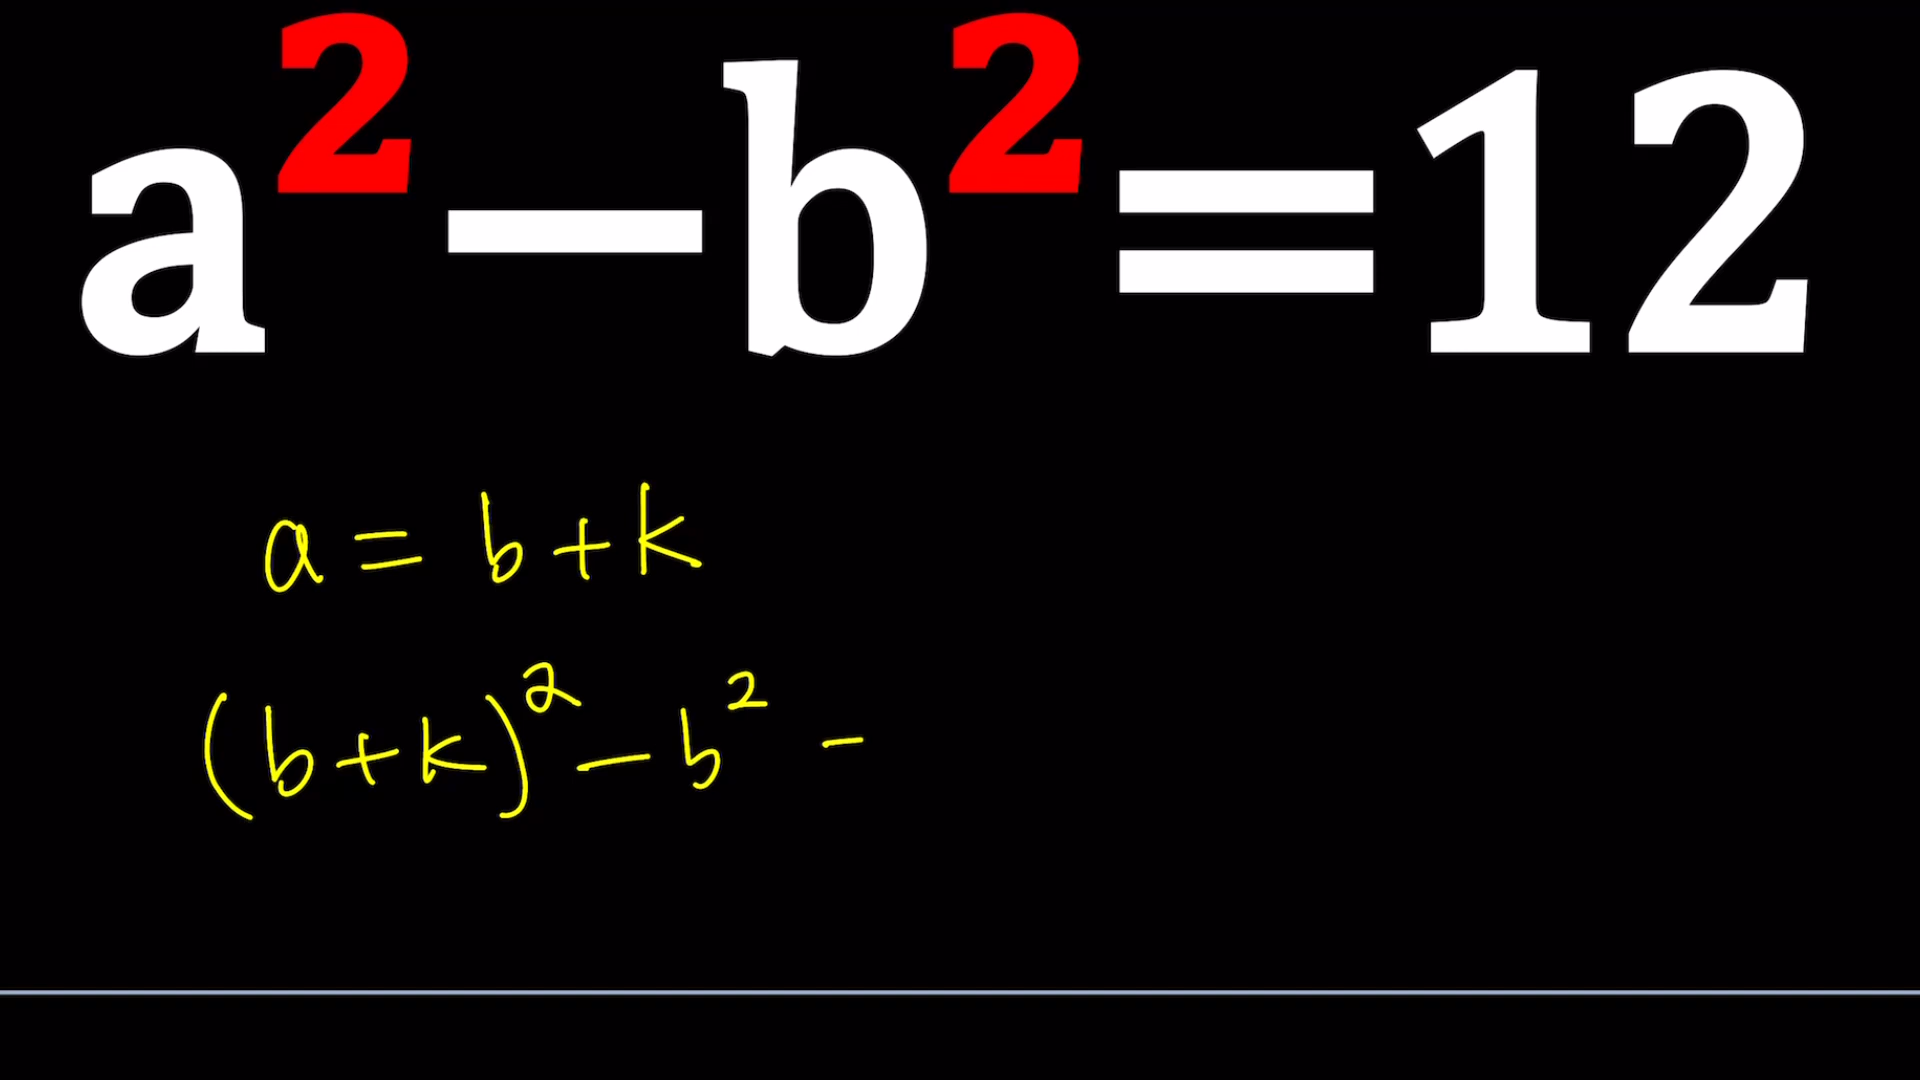 a²−b²=12
a = b + k
(b+k)² − b² −